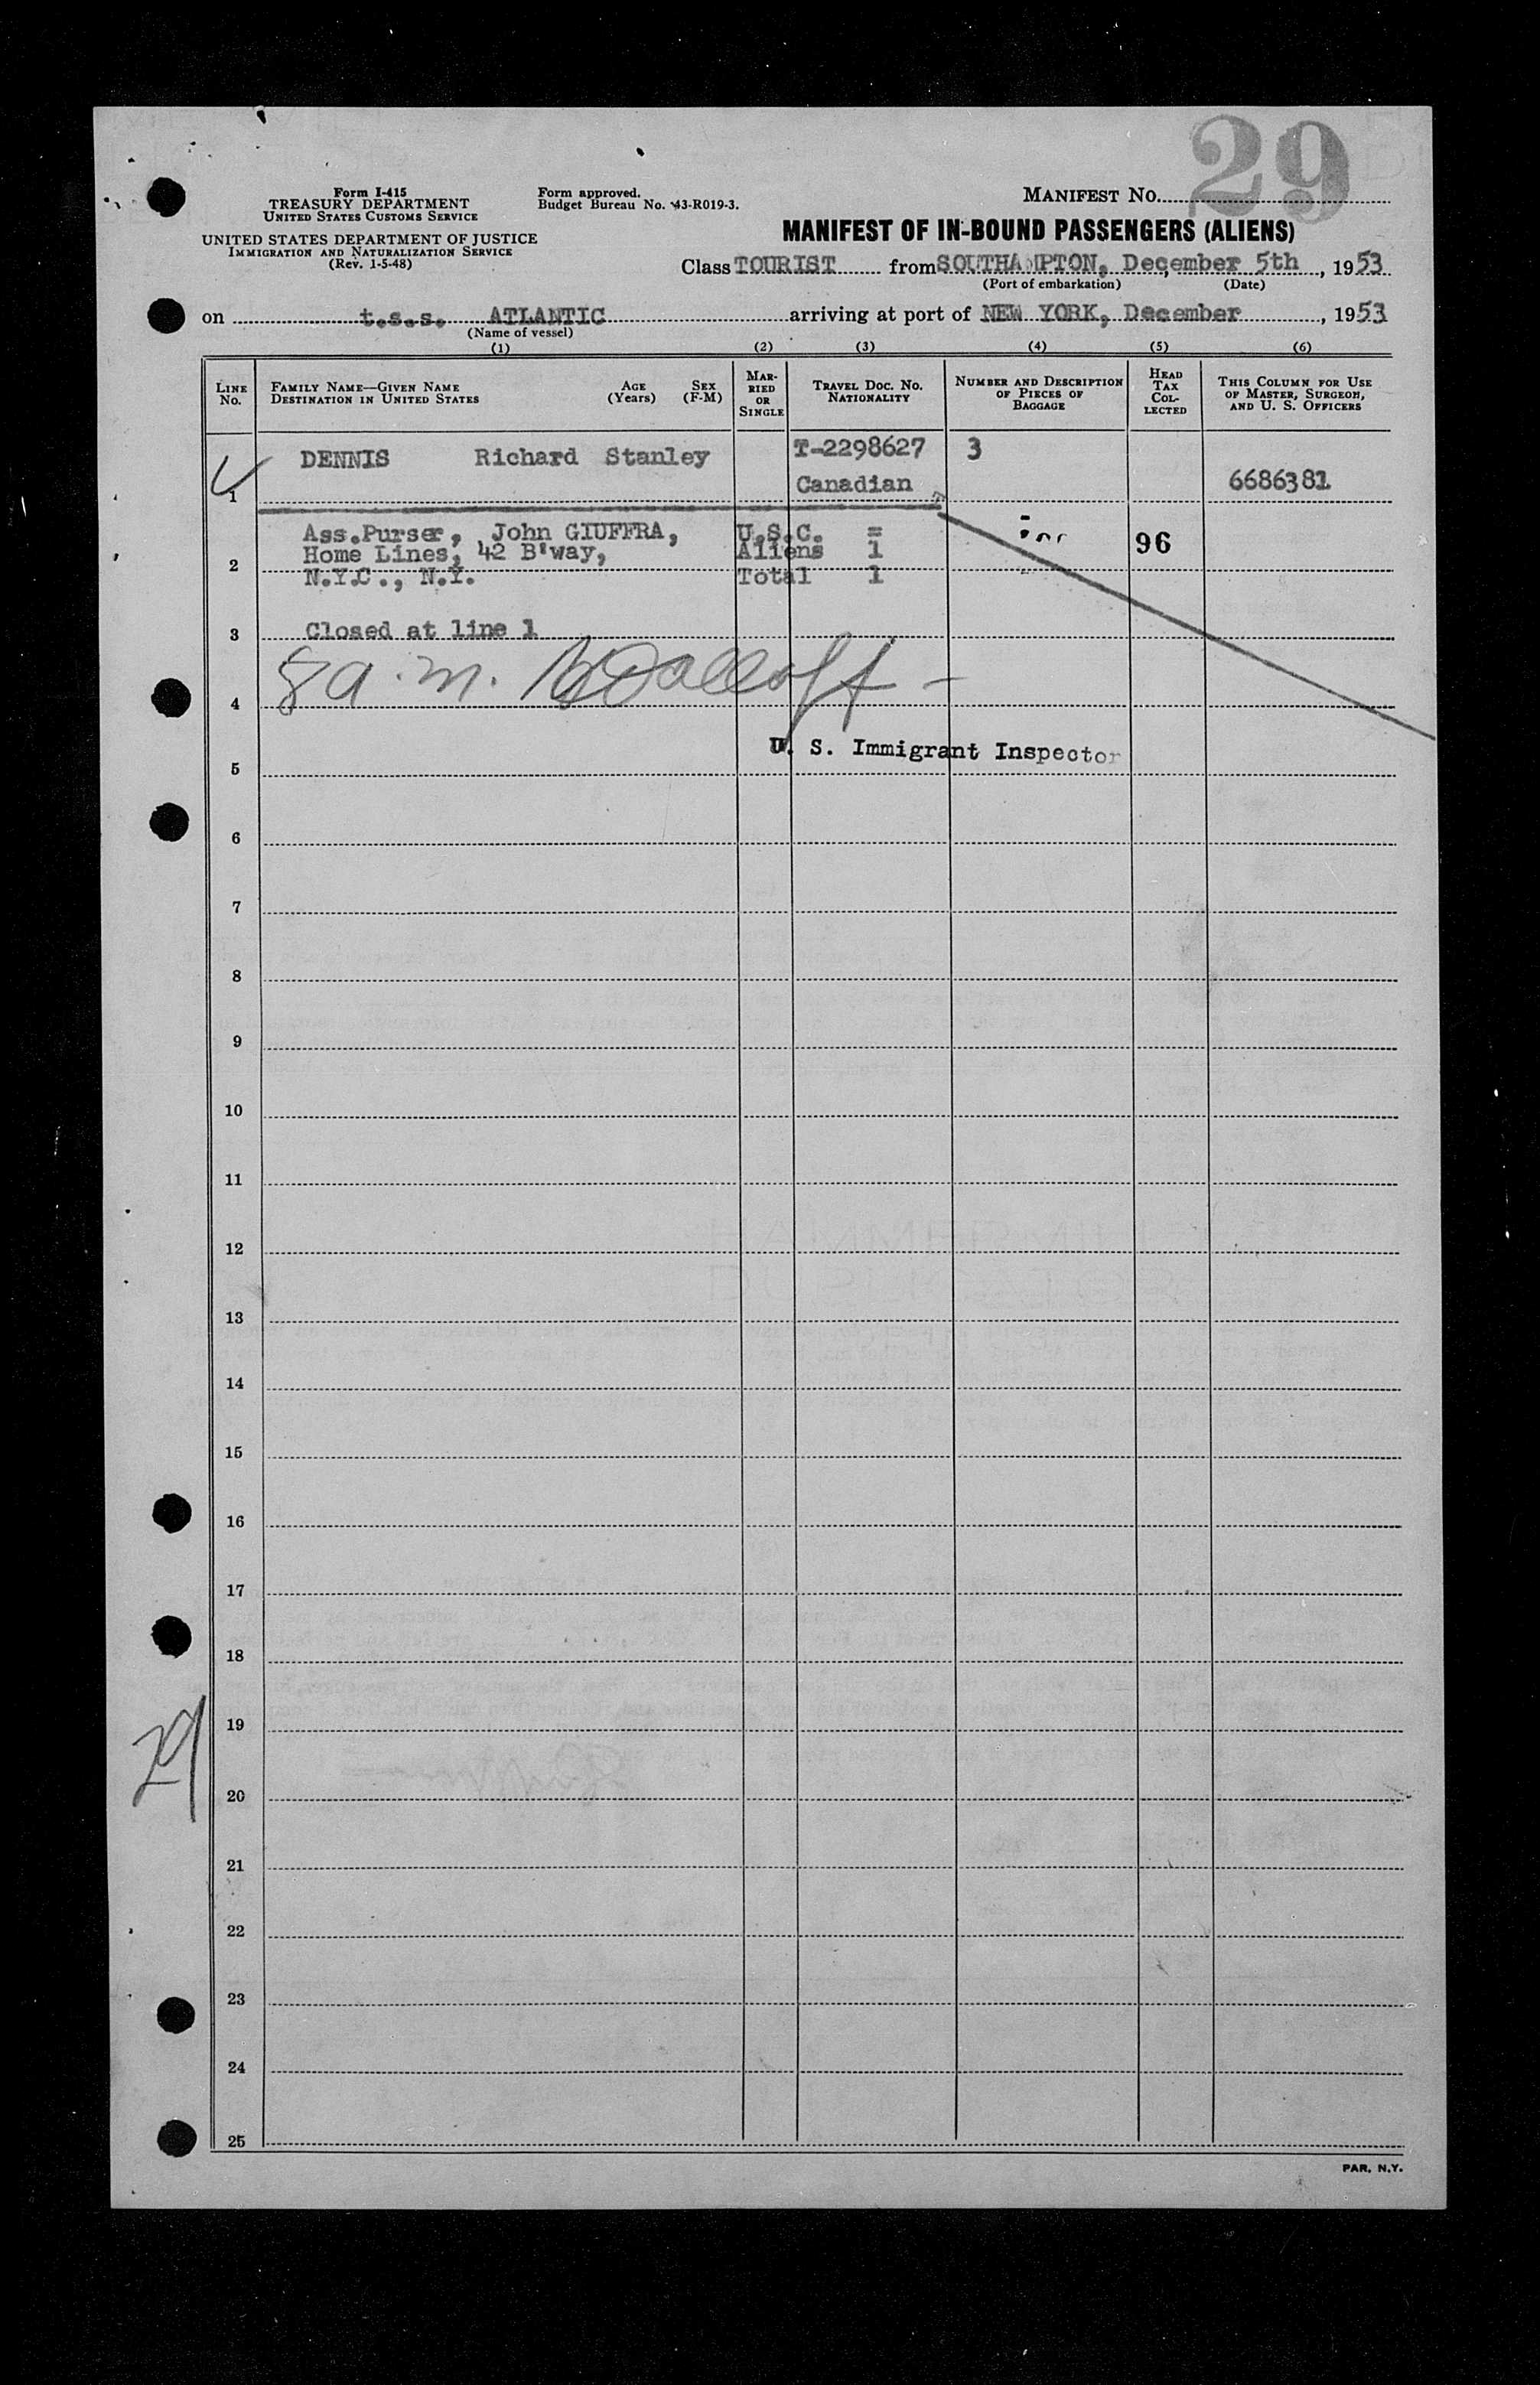 29
Form I-415
TREASURY DEPARTMENT
UNITED STATES CUSTOMS SERVICE
UNITED STATES DEPARTMENT OF JUSTICE
IMMIGRATION AND NATURALIZATION SERVICE
(Rev. 1-5-48)
Form approved.
Budget Bureau No. 43-R019-3.
MANIFEST No.
MANIFEST OF IN-BOUND PASSENGERS (ALIENS)
Class TOURIST from SOUTHAMPTON, December 5th, 1953
(Port of embarkation) (Date)
on t.s.s. ATLANTIC arriving at port of NEW YORK, December, 1953
(Name of vessel)
(1) (2) (3) (4) (5) (6)
LINE No.
FAMILY NAME—GIVEN NAME
DESTINATION IN UNITED STATES
AGE (Years)
SEX (F-M)
MARRIED OR SINGLE
TRAVEL DOC. NO. NATIONALITY
NUMBER AND DESCRIPTION OF PIECES OF BAGGAGE
HEAD TAX COLLECTED
THIS COLUMN FOR USE OF MASTER, SURGEON, AND U. S. OFFICERS
DENNIS Richard Stanley T-2298627 3
1 Canadian 6686381
Ass.Purser, John GIUFFRA, U.S.C. =
Home Lines, 42 B'way, Aliens 1 96
2 N.Y.C., N.Y. Total 1
3 Closed at line 1
8 a.m.
4
U. S. Immigrant Inspector
5
6
7
8
9
10
11
12
13
14
15
16
17
18
19
29
20
21
22
23
24
25
PAR. N.Y.